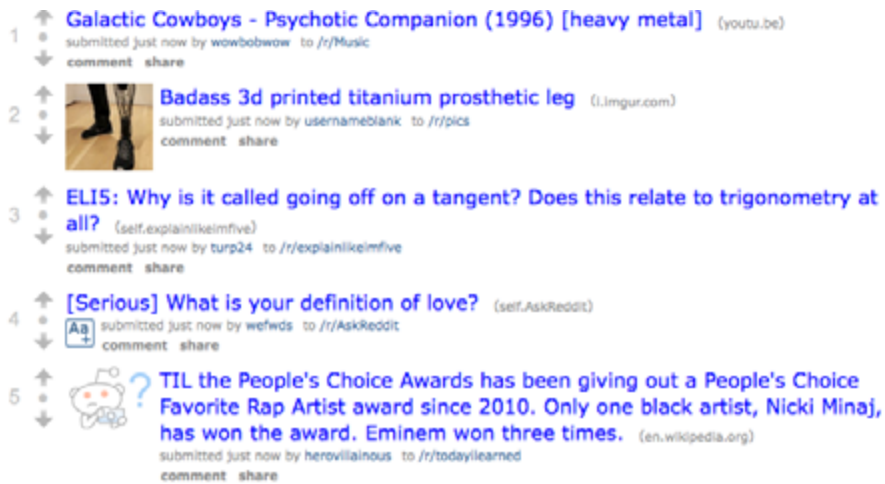 1
Galactic Cowboys - Psychotic Companion (1996) [heavy metal] (youtu.be)
submitted just now by wowbobwow to /r/Music
comment share
2
Badass 3d printed titanium prosthetic leg (i.imgur.com)
submitted just now by usernameblank to /r/pics
comment share
3
ELI5: Why is it called going off on a tangent? Does this relate to trigonometry at
all? (self.explainlikeimfive)
submitted just now by turp24 to /r/explainlikeimfive
comment share
4
[Serious] What is your definition of love? (self.AskReddit)
Aa+ submitted just now by wefwds to /r/AskReddit
comment share
5
? TIL the People's Choice Awards has been giving out a People's Choice
Favorite Rap Artist award since 2010. Only one black artist, Nicki Minaj,
has won the award. Eminem won three times. (en.wikipedia.org)
submitted just now by herovillainous to /r/todayilearned
comment share